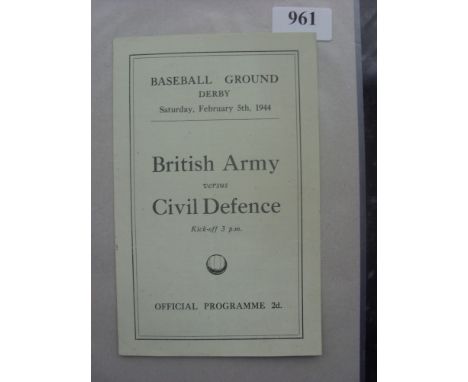 961
BASEBALL GROUND
DERBY
Saturday, February 5th, 1944
British Army
versus
Civil Defence
Kick-off 3 p.m.
OFFICIAL PROGRAMME 2d.